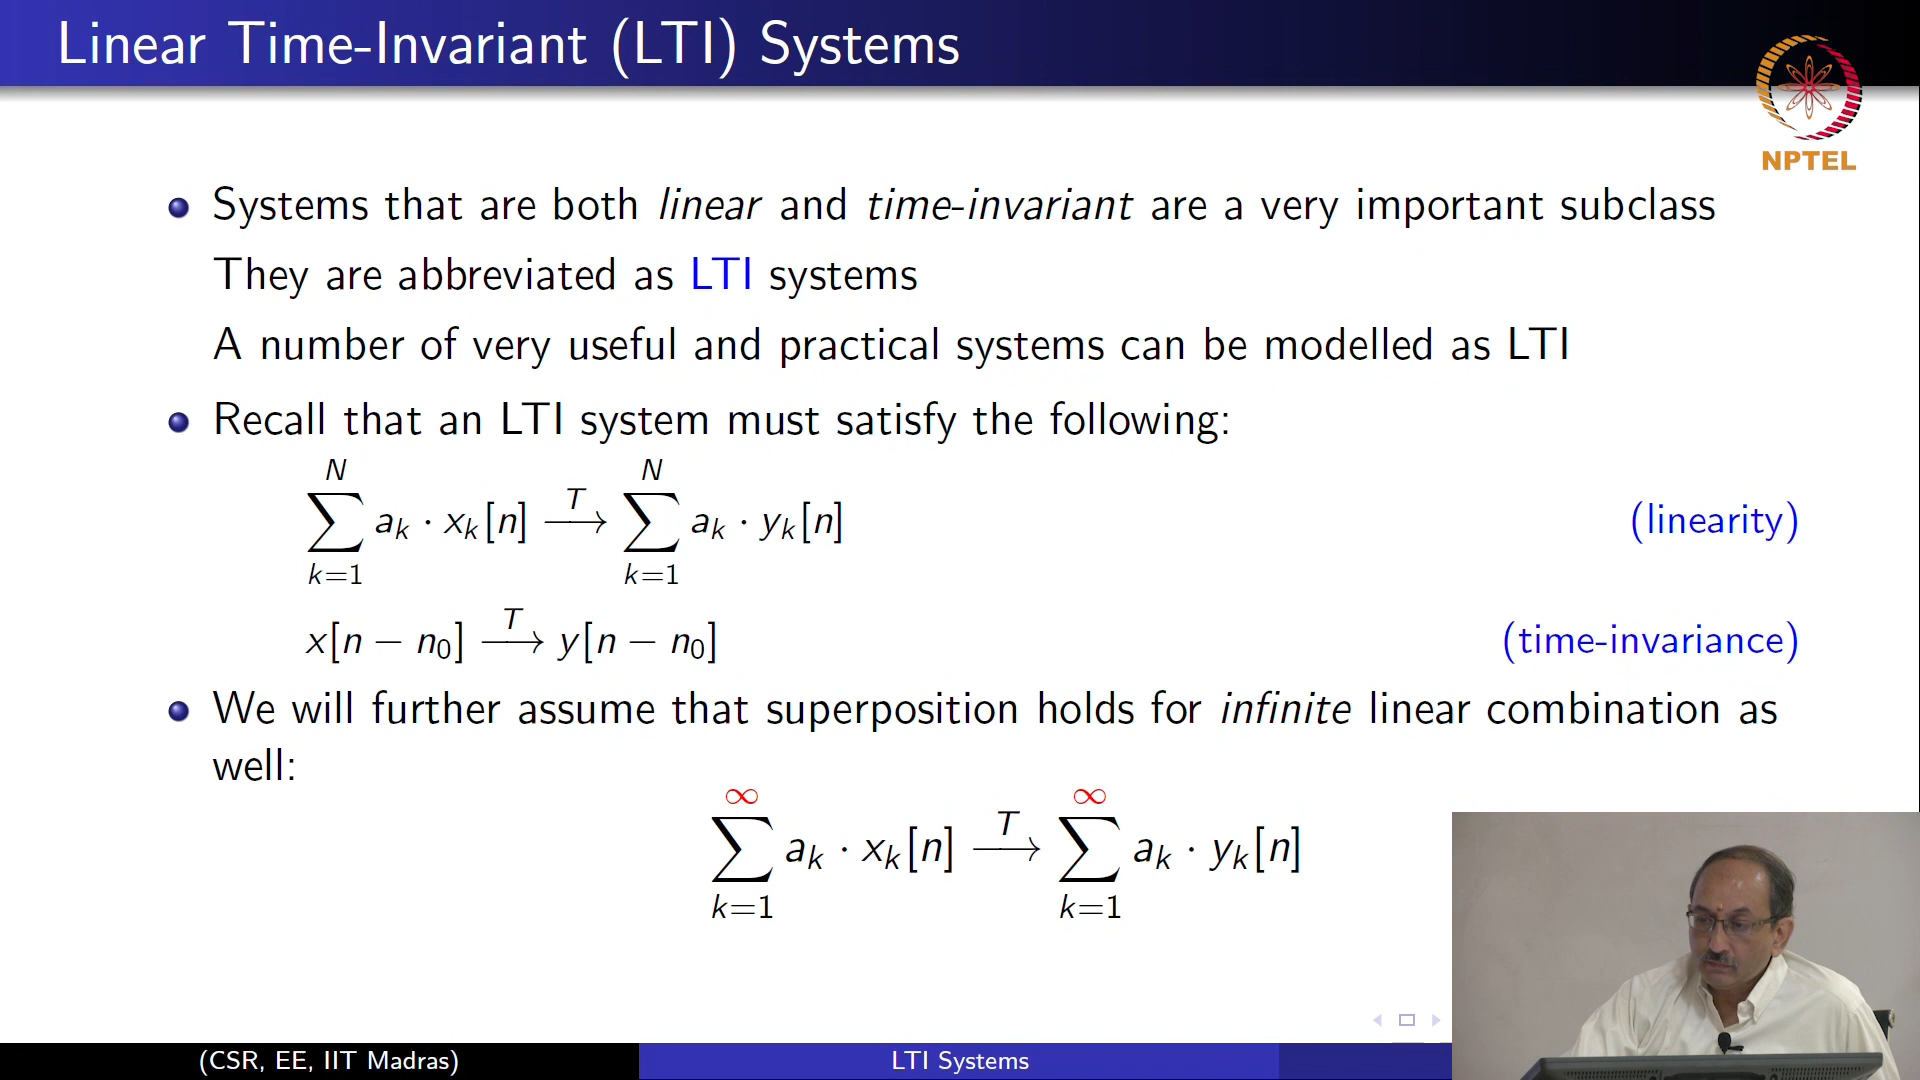 Linear Time-Invariant (LTI) Systems
NPTEL
Systems that are both linear and time-invariant are a very important subclass
They are abbreviated as LTI systems
A number of very useful and practical systems can be modelled as LTI
Recall that an LTI system must satisfy the following:
∑_{k=1}^{N} a_k · x_k[n] →^T ∑_{k=1}^{N} a_k · y_k[n] (linearity)
x[n − n_0] →^T y[n − n_0] (time-invariance)
We will further assume that superposition holds for infinite linear combination as
well:
∑_{k=1}^{∞} a_k · x_k[n] →^T ∑_{k=1}^{∞} a_k · y_k[n]
(CSR, EE, IIT Madras) LTI Systems